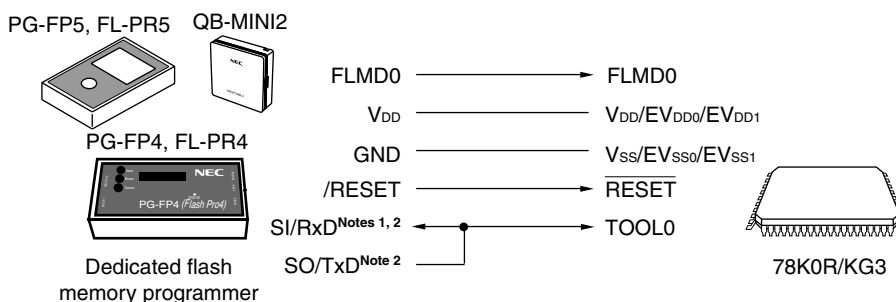 PG-FP5, FL-PR5
QB-MINI2
NEC
PG-FP4, FL-PR4
NEC
PG-FP4 (Flash Pro4)
Dedicated flash
memory programmer
FLMD0 FLMD0
VDD VDD/EVDD0/EVDD1
GND VSS/EVSS0/EVSS1
/RESET RESET
SI/RxDNotes 1, 2 TOOL0
SO/TxDNote 2
78K0R/KG3